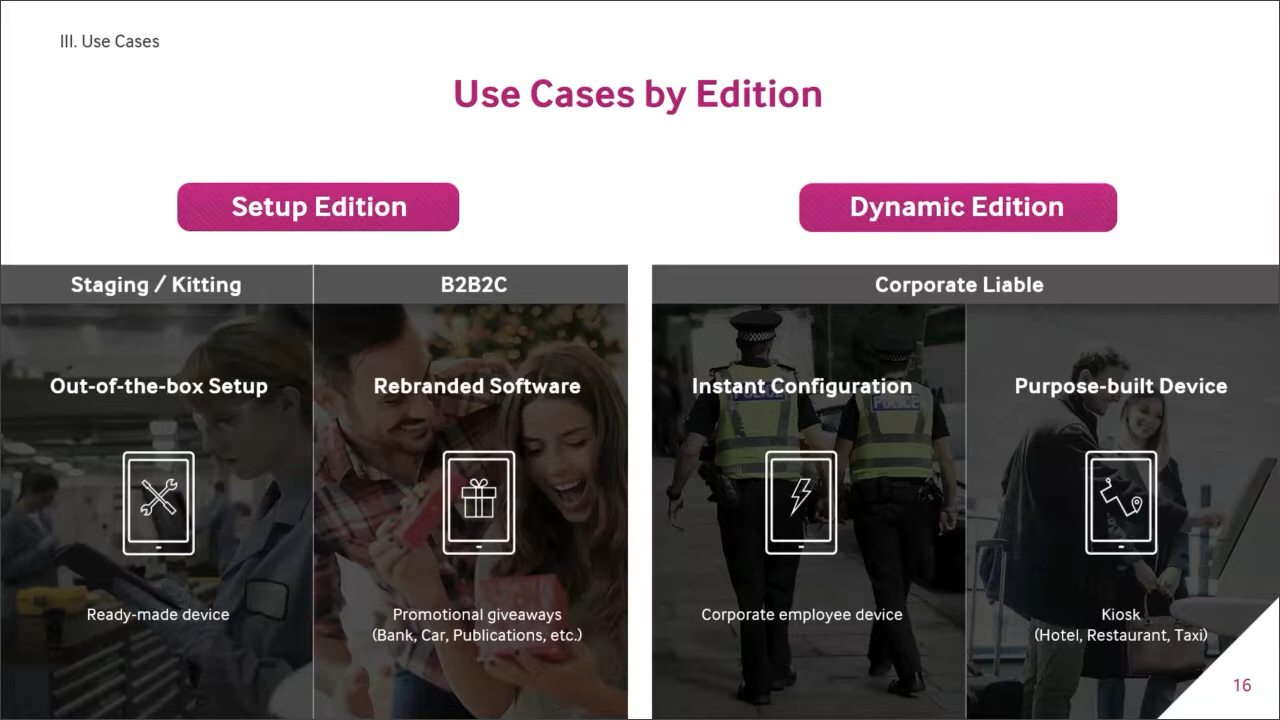 III. Use Cases
Use Cases by Edition
Setup Edition
Dynamic Edition
Staging / Kitting
B2B2C
Corporate Liable
Out-of-the-box Setup
Rebranded Software
Instant Configuration
Purpose-built Device
POLICE
POLICE
Ready-made device
Promotional giveaways
(Bank, Car, Publications, etc.)
Corporate employee device
Kiosk
(Hotel, Restaurant, Taxi)
16